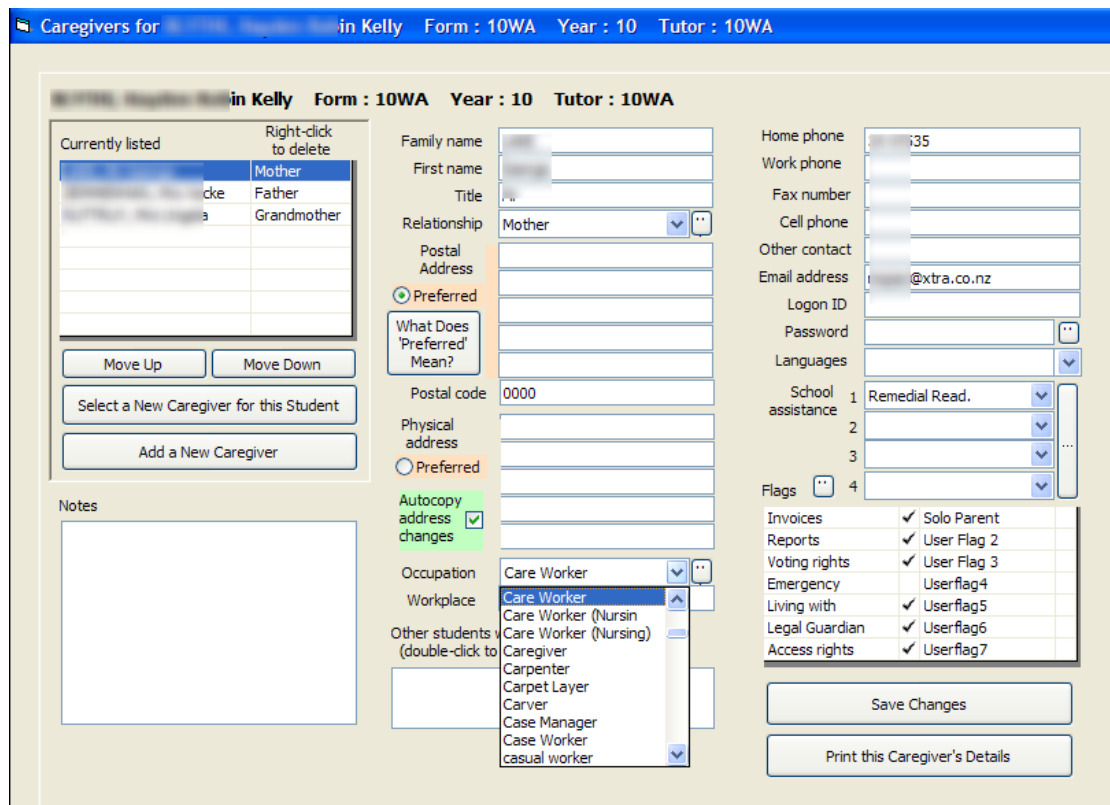 Caregivers for in Kelly Form : 10WA Year : 10 Tutor : 10WA
in Kelly Form : 10WA Year : 10 Tutor : 10WA
Currently listed
Right-click
to delete
Mother
Father
Grandmother
Move Up
Move Down
Select a New Caregiver for this Student
Add a New Caregiver
Notes
Family name
First name
Title
Relationship
Mother
Postal
Address
Preferred
What Does
'Preferred'
Mean?
Postal code
0000
Physical
address
Preferred
Autocopy
address
changes
Occupation
Care Worker
Workplace
Care Worker
Care Worker (Nursin
Care Worker (Nursing)
Caregiver
Carpenter
Carpet Layer
Carver
Case Manager
Case Worker
casual worker
Other students
(double-click to
Home phone
535
Work phone
Fax number
Cell phone
Other contact
Email address
@xtra.co.nz
Logon ID
Password
Languages
School
assistance
1 Remedial Read.
2
3
...
Flags
4
Invoices ✓ Solo Parent
Reports ✓ User Flag 2
Voting rights ✓ User Flag 3
Emergency Userflag4
Living with ✓ Userflag5
Legal Guardian ✓ Userflag6
Access rights ✓ Userflag7
Save Changes
Print this Caregiver's Details